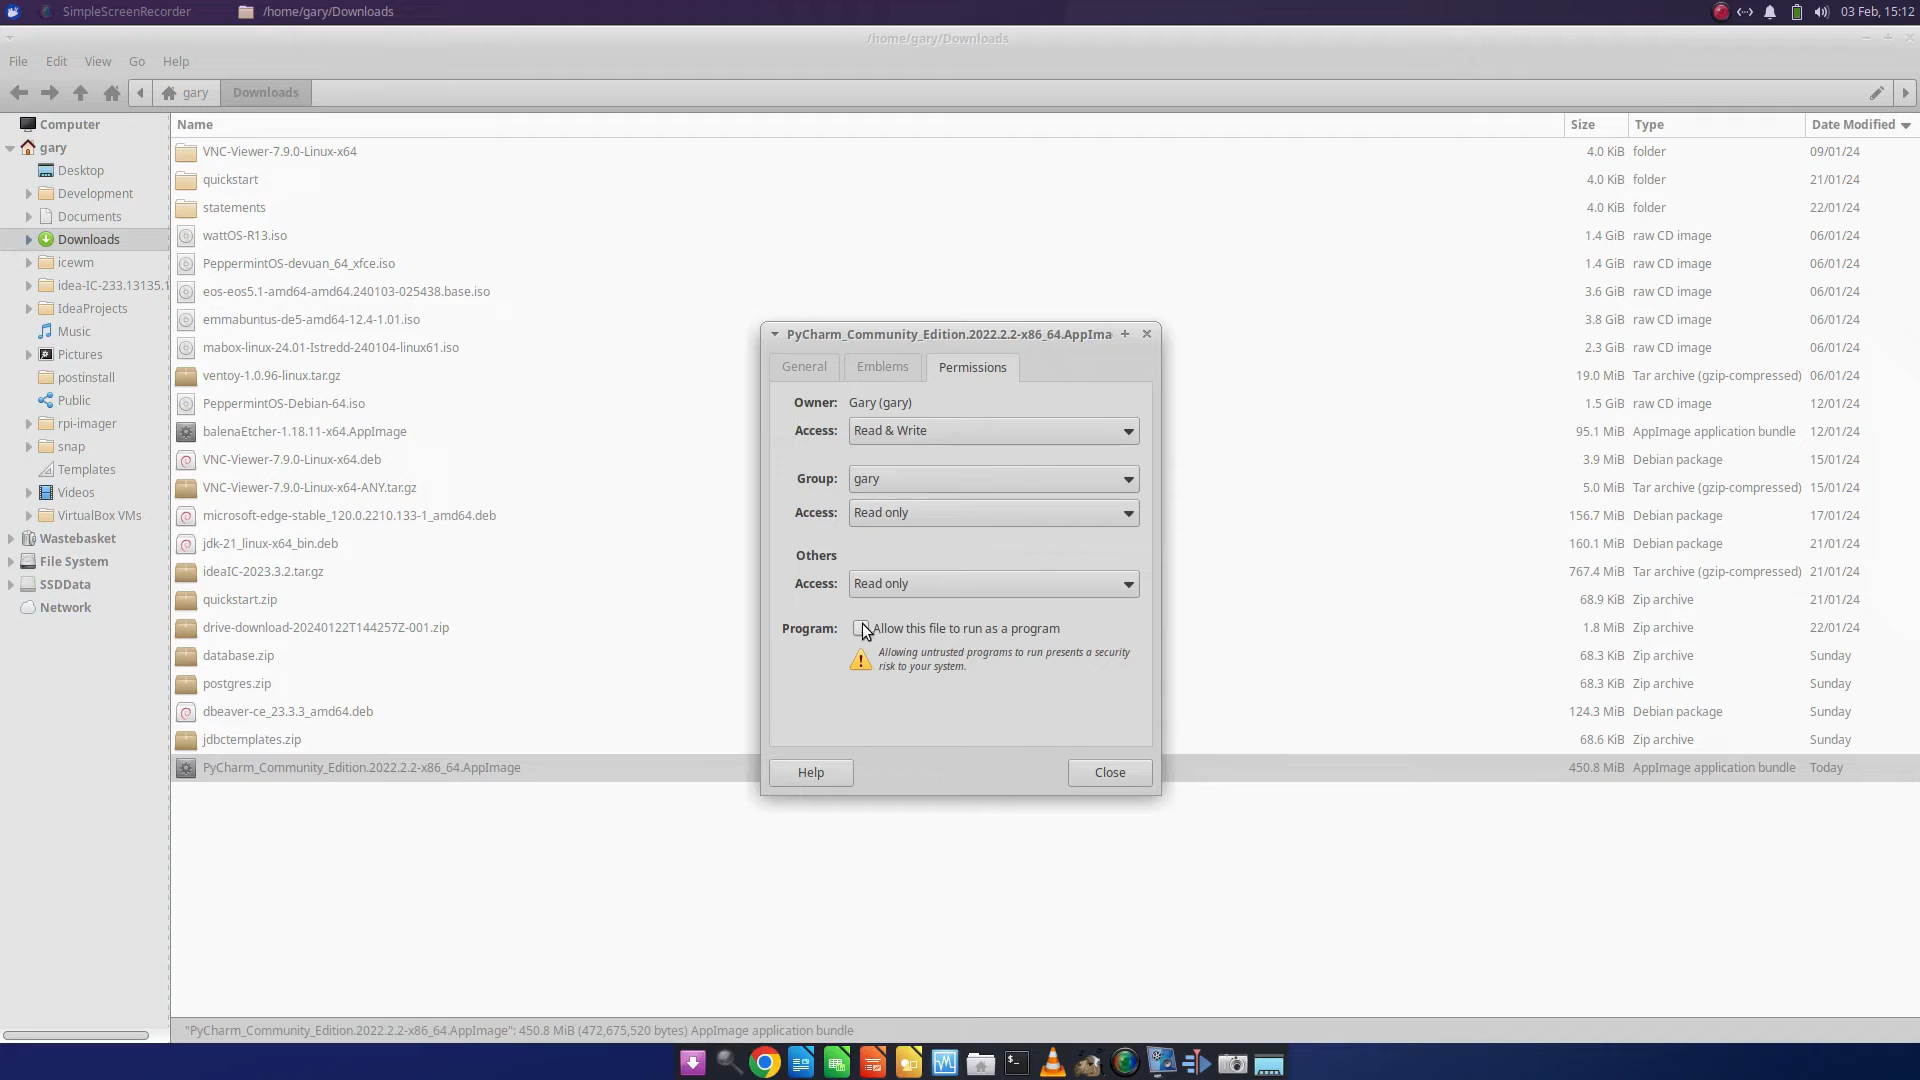 SimpleScreenRecorder
/home/gary/Downloads
03 Feb, 15:12
/home/gary/Downloads
File Edit View Go Help
gary Downloads
Computer
gary
Desktop
Development
Documents
Downloads
icewm
idea-IC-233.13135.1
IdeaProjects
Music
Pictures
postinstall
Public
rpi-imager
snap
Templates
Videos
VirtualBox VMs
Wastebasket
File System
SSDData
Network
Name Size Type Date Modified
VNC-Viewer-7.9.0-Linux-x64 4.0 KiB folder 09/01/24
quickstart 4.0 KiB folder 21/01/24
statements 4.0 KiB folder 22/01/24
wattOS-R13.iso 1.4 GiB raw CD image 06/01/24
PeppermintOS-devuan_64_xfce.iso 1.4 GiB raw CD image 06/01/24
eos-eos5.1-amd64-amd64.240103-025438.base.iso 3.6 GiB raw CD image 06/01/24
emmabuntus-de5-amd64-12.4-1.01.iso 3.8 GiB raw CD image 06/01/24
mabox-linux-24.01-Istredd-240104-linux61.iso 2.3 GiB raw CD image 06/01/24
ventoy-1.0.96-linux.tar.gz 19.0 MiB Tar archive (gzip-compressed) 06/01/24
PeppermintOS-Debian-64.iso 1.5 GiB raw CD image 12/01/24
balenaEtcher-1.18.11-x64.AppImage 95.1 MiB AppImage application bundle 12/01/24
VNC-Viewer-7.9.0-Linux-x64.deb 3.9 MiB Debian package 15/01/24
VNC-Viewer-7.9.0-Linux-x64-ANY.tar.gz 5.0 MiB Tar archive (gzip-compressed) 15/01/24
microsoft-edge-stable_120.0.2210.133-1_amd64.deb 156.7 MiB Debian package 17/01/24
jdk-21_linux-x64_bin.deb 160.1 MiB Debian package 21/01/24
ideaIC-2023.3.2.tar.gz 767.4 MiB Tar archive (gzip-compressed) 21/01/24
quickstart.zip 68.9 KiB Zip archive 21/01/24
drive-download-20240122T144257Z-001.zip 1.8 MiB Zip archive 22/01/24
database.zip 68.3 KiB Zip archive Sunday
postgres.zip 68.3 KiB Zip archive Sunday
dbeaver-ce_23.3.3_amd64.deb 124.3 MiB Debian package Sunday
jdbctemplates.zip 68.6 KiB Zip archive Sunday
PyCharm_Community_Edition.2022.2.2-x86_64.AppImage 450.8 MiB AppImage application bundle Today
PyCharm_Community_Edition.2022.2.2-x86_64.AppIma
General Emblems Permissions
Owner: Gary (gary)
Access: Read & Write
Group: gary
Access: Read only
Others
Access: Read only
Program: Allow this file to run as a program
Allowing untrusted programs to run presents a security
risk to your system.
Help Close
"PyCharm_Community_Edition.2022.2.2-x86_64.AppImage": 450.8 MiB (472,675,520 bytes) AppImage application bundle